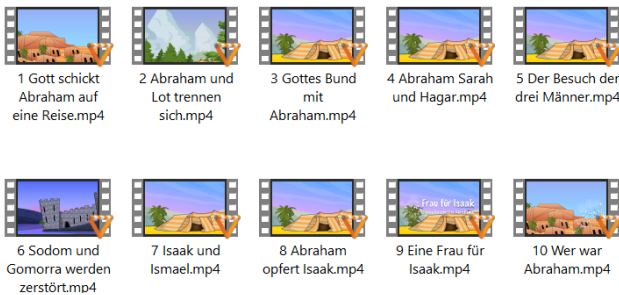 1 Gott schickt
Abraham auf
eine Reise.mp4
2 Abraham und
Lot trennen
sich.mp4
3 Gottes Bund
mit
Abraham.mp4
4 Abraham Sarah
und Hagar.mp4
5 Der Besuch der
drei Männer.mp4
6 Sodom und
Gomorra werden
zerstört.mp4
7 Isaak und
Ismael.mp4
8 Abraham
opfert Isaak.mp4
Frau für Isaak
9 Eine Frau für
Isaak.mp4
10 Wer war
Abraham.mp4